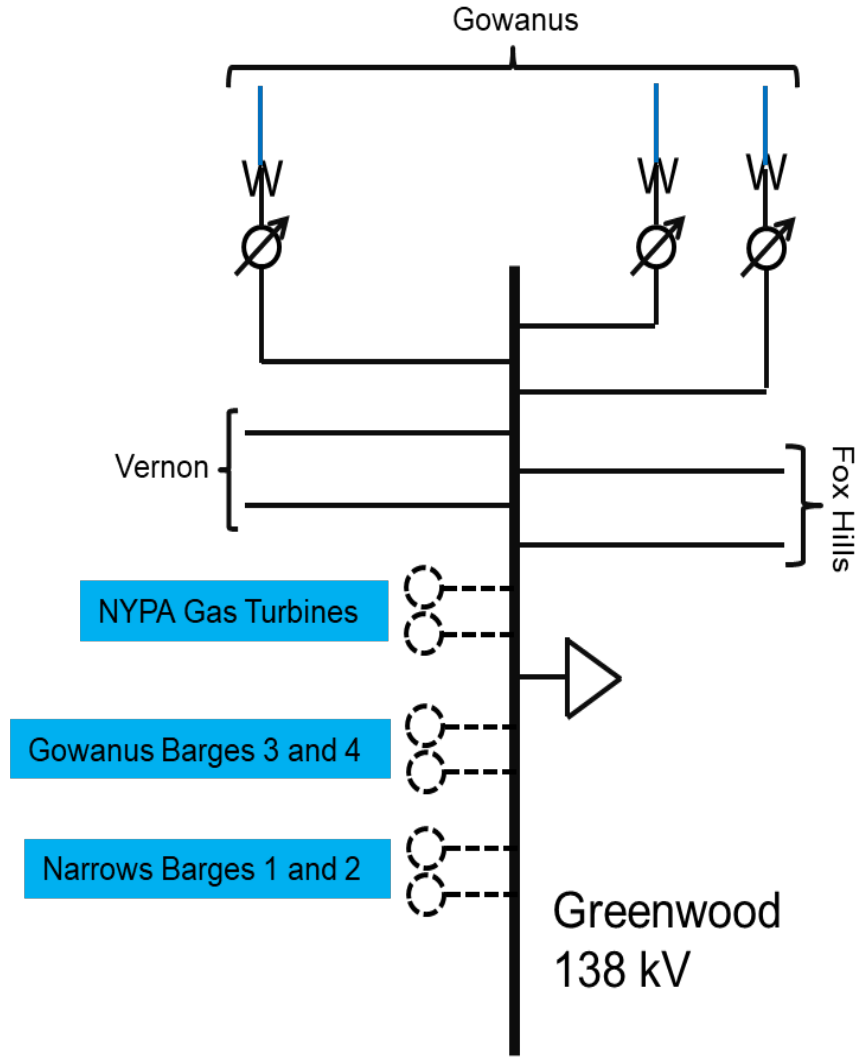 Gowanus
W
W
W
Vernon
Fox Hills
NYPA Gas Turbines
Gowanus Barges 3 and 4
Narrows Barges 1 and 2
Greenwood
138 kV